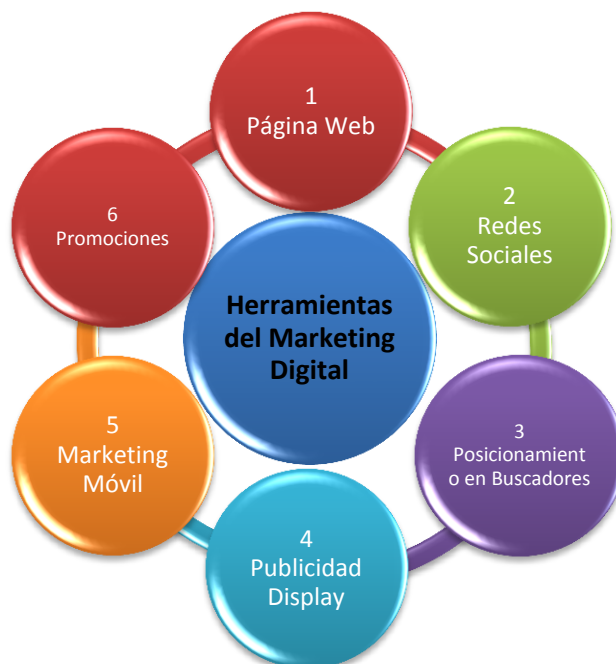 1
Página Web
2
Redes
Sociales
3
Posicionamient
o en Buscadores
4
Publicidad
Display
5
Marketing
Móvil
6
Promociones
Herramientas
del Marketing
Digital